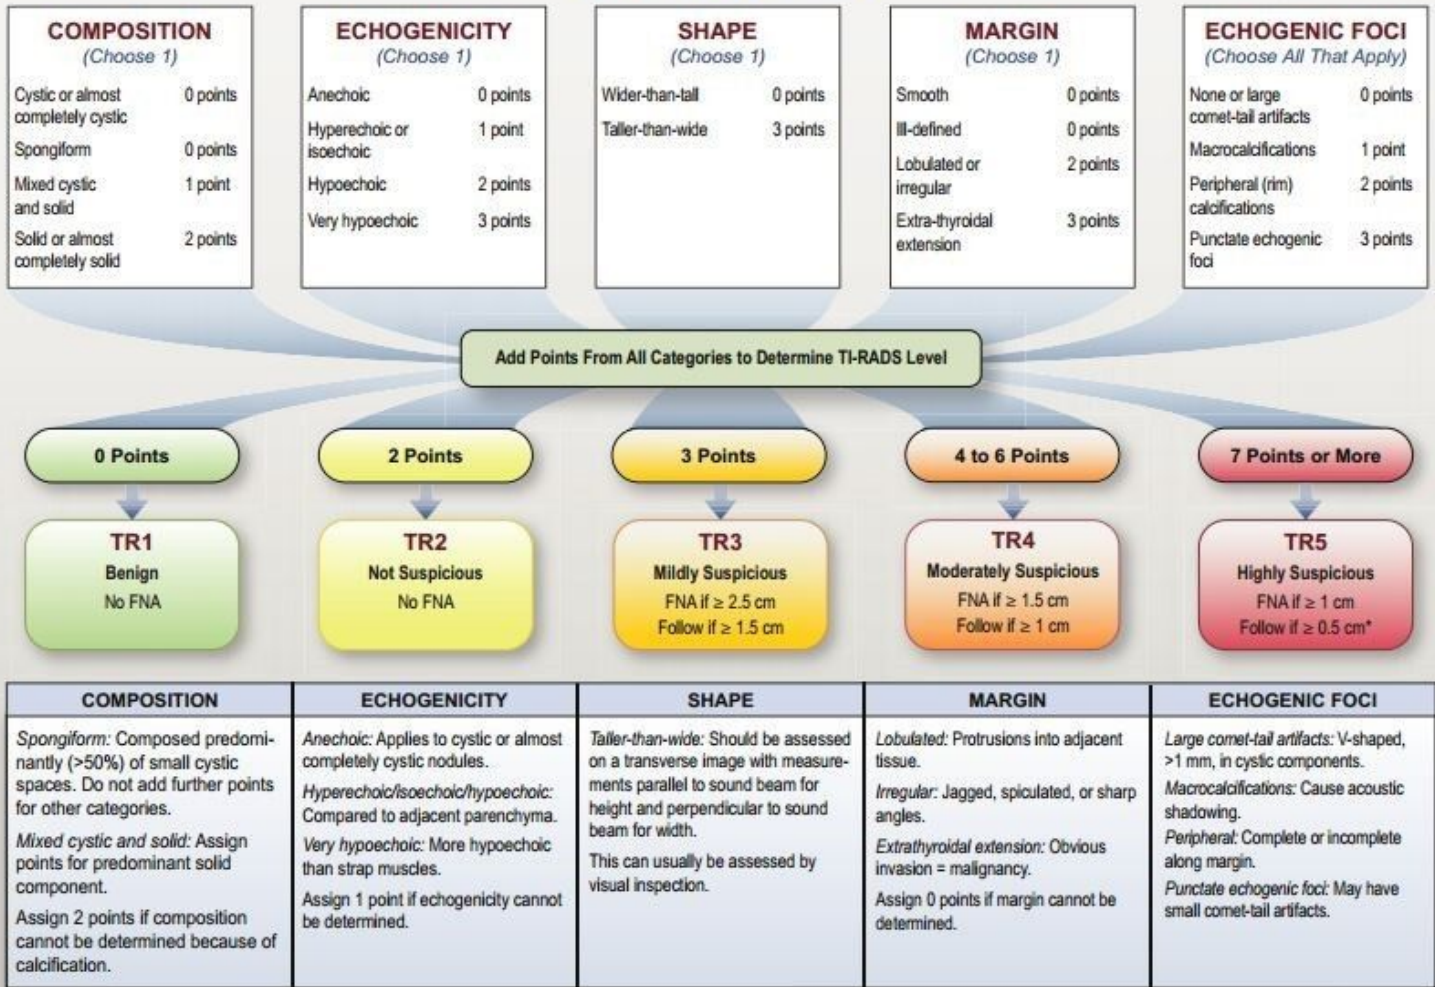 COMPOSITION
(Choose 1)
Cystic or almost 0 points
completely cystic
Spongiform 0 points
Mixed cystic 1 point
and solid
Solid or almost 2 points
completely solid
ECHOGENICITY
(Choose 1)
Anechoic 0 points
Hyperechoic or 1 point
isoechoic
Hypoechoic 2 points
Very hypoechoic 3 points
SHAPE
(Choose 1)
Wider-than-tall 0 points
Taller-than-wide 3 points
MARGIN
(Choose 1)
Smooth 0 points
Ill-defined 0 points
Lobulated or 2 points
irregular
Extra-thyroidal 3 points
extension
ECHOGENIC FOCI
(Choose All That Apply)
None or large 0 points
comet-tail artifacts
Macrocalcifications 1 point
Peripheral (rim) 2 points
calcifications
Punctate echogenic 3 points
foci
Add Points From All Categories to Determine TI-RADS Level
0 Points
2 Points
3 Points
4 to 6 Points
7 Points or More
TR1
Benign
No FNA
TR2
Not Suspicious
No FNA
TR3
Mildly Suspicious
FNA if ≥ 2.5 cm
Follow if ≥ 1.5 cm
TR4
Moderately Suspicious
FNA if ≥ 1.5 cm
Follow if ≥ 1 cm
TR5
Highly Suspicious
FNA if ≥ 1 cm
Follow if ≥ 0.5 cm*
COMPOSITION
Spongiform: Composed predomi-
nantly (>50%) of small cystic
spaces. Do not add further points
for other categories.
Mixed cystic and solid: Assign
points for predominant solid
component.
Assign 2 points if composition
cannot be determined because of
calcification.
ECHOGENICITY
Anechoic: Applies to cystic or almost
completely cystic nodules.
Hyperechoic/isoechoic/hypoechoic:
Compared to adjacent parenchyma.
Very hypoechoic: More hypoechoic
than strap muscles.
Assign 1 point if echogenicity cannot
be determined.
SHAPE
Taller-than-wide: Should be assessed
on a transverse image with measure-
ments parallel to sound beam for
height and perpendicular to sound
beam for width.
This can usually be assessed by
visual inspection.
MARGIN
Lobulated: Protrusions into adjacent
tissue.
Irregular: Jagged, spiculated, or sharp
angles.
Extrathyroidal extension: Obvious
invasion = malignancy.
Assign 0 points if margin cannot be
determined.
ECHOGENIC FOCI
Large comet-tail artifacts: V-shaped,
>1 mm, in cystic components.
Macrocalcifications: Cause acoustic
shadowing.
Peripheral: Complete or incomplete
along margin.
Punctate echogenic foci: May have
small comet-tail artifacts.